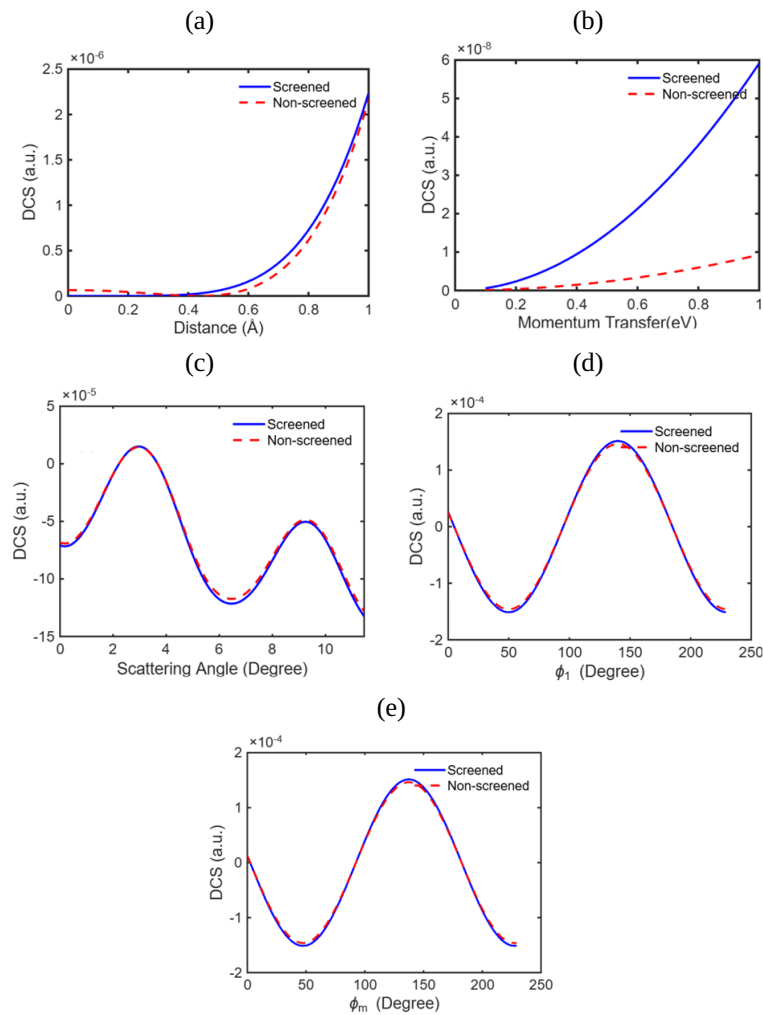 (a)
×10-6
2.5
2
1.5
1
0.5
0
0 0.2 0.4 0.6 0.8 1
DCS (a.u.)
Distance (Å)
Screened
Non-screened
(b)
×10-8
6
5
4
3
2
1
0
0 0.2 0.4 0.6 0.8 1
DCS (a.u.)
Momentum Transfer(eV)
Screened
Non-screened
(c)
×10-5
5
0
-5
-10
-15
0 2 4 6 8 10
DCS (a.u.)
Scattering Angle (Degree)
Screened
Non-screened
(d)
×10-4
2
1
0
-1
-2
0 50 100 150 200 250
DCS (a.u.)
ϕ1 (Degree)
Screened
Non-screened
(e)
×10-4
2
1
0
-1
-2
0 50 100 150 200 250
DCS (a.u.)
ϕm (Degree)
Screened
Non-screened